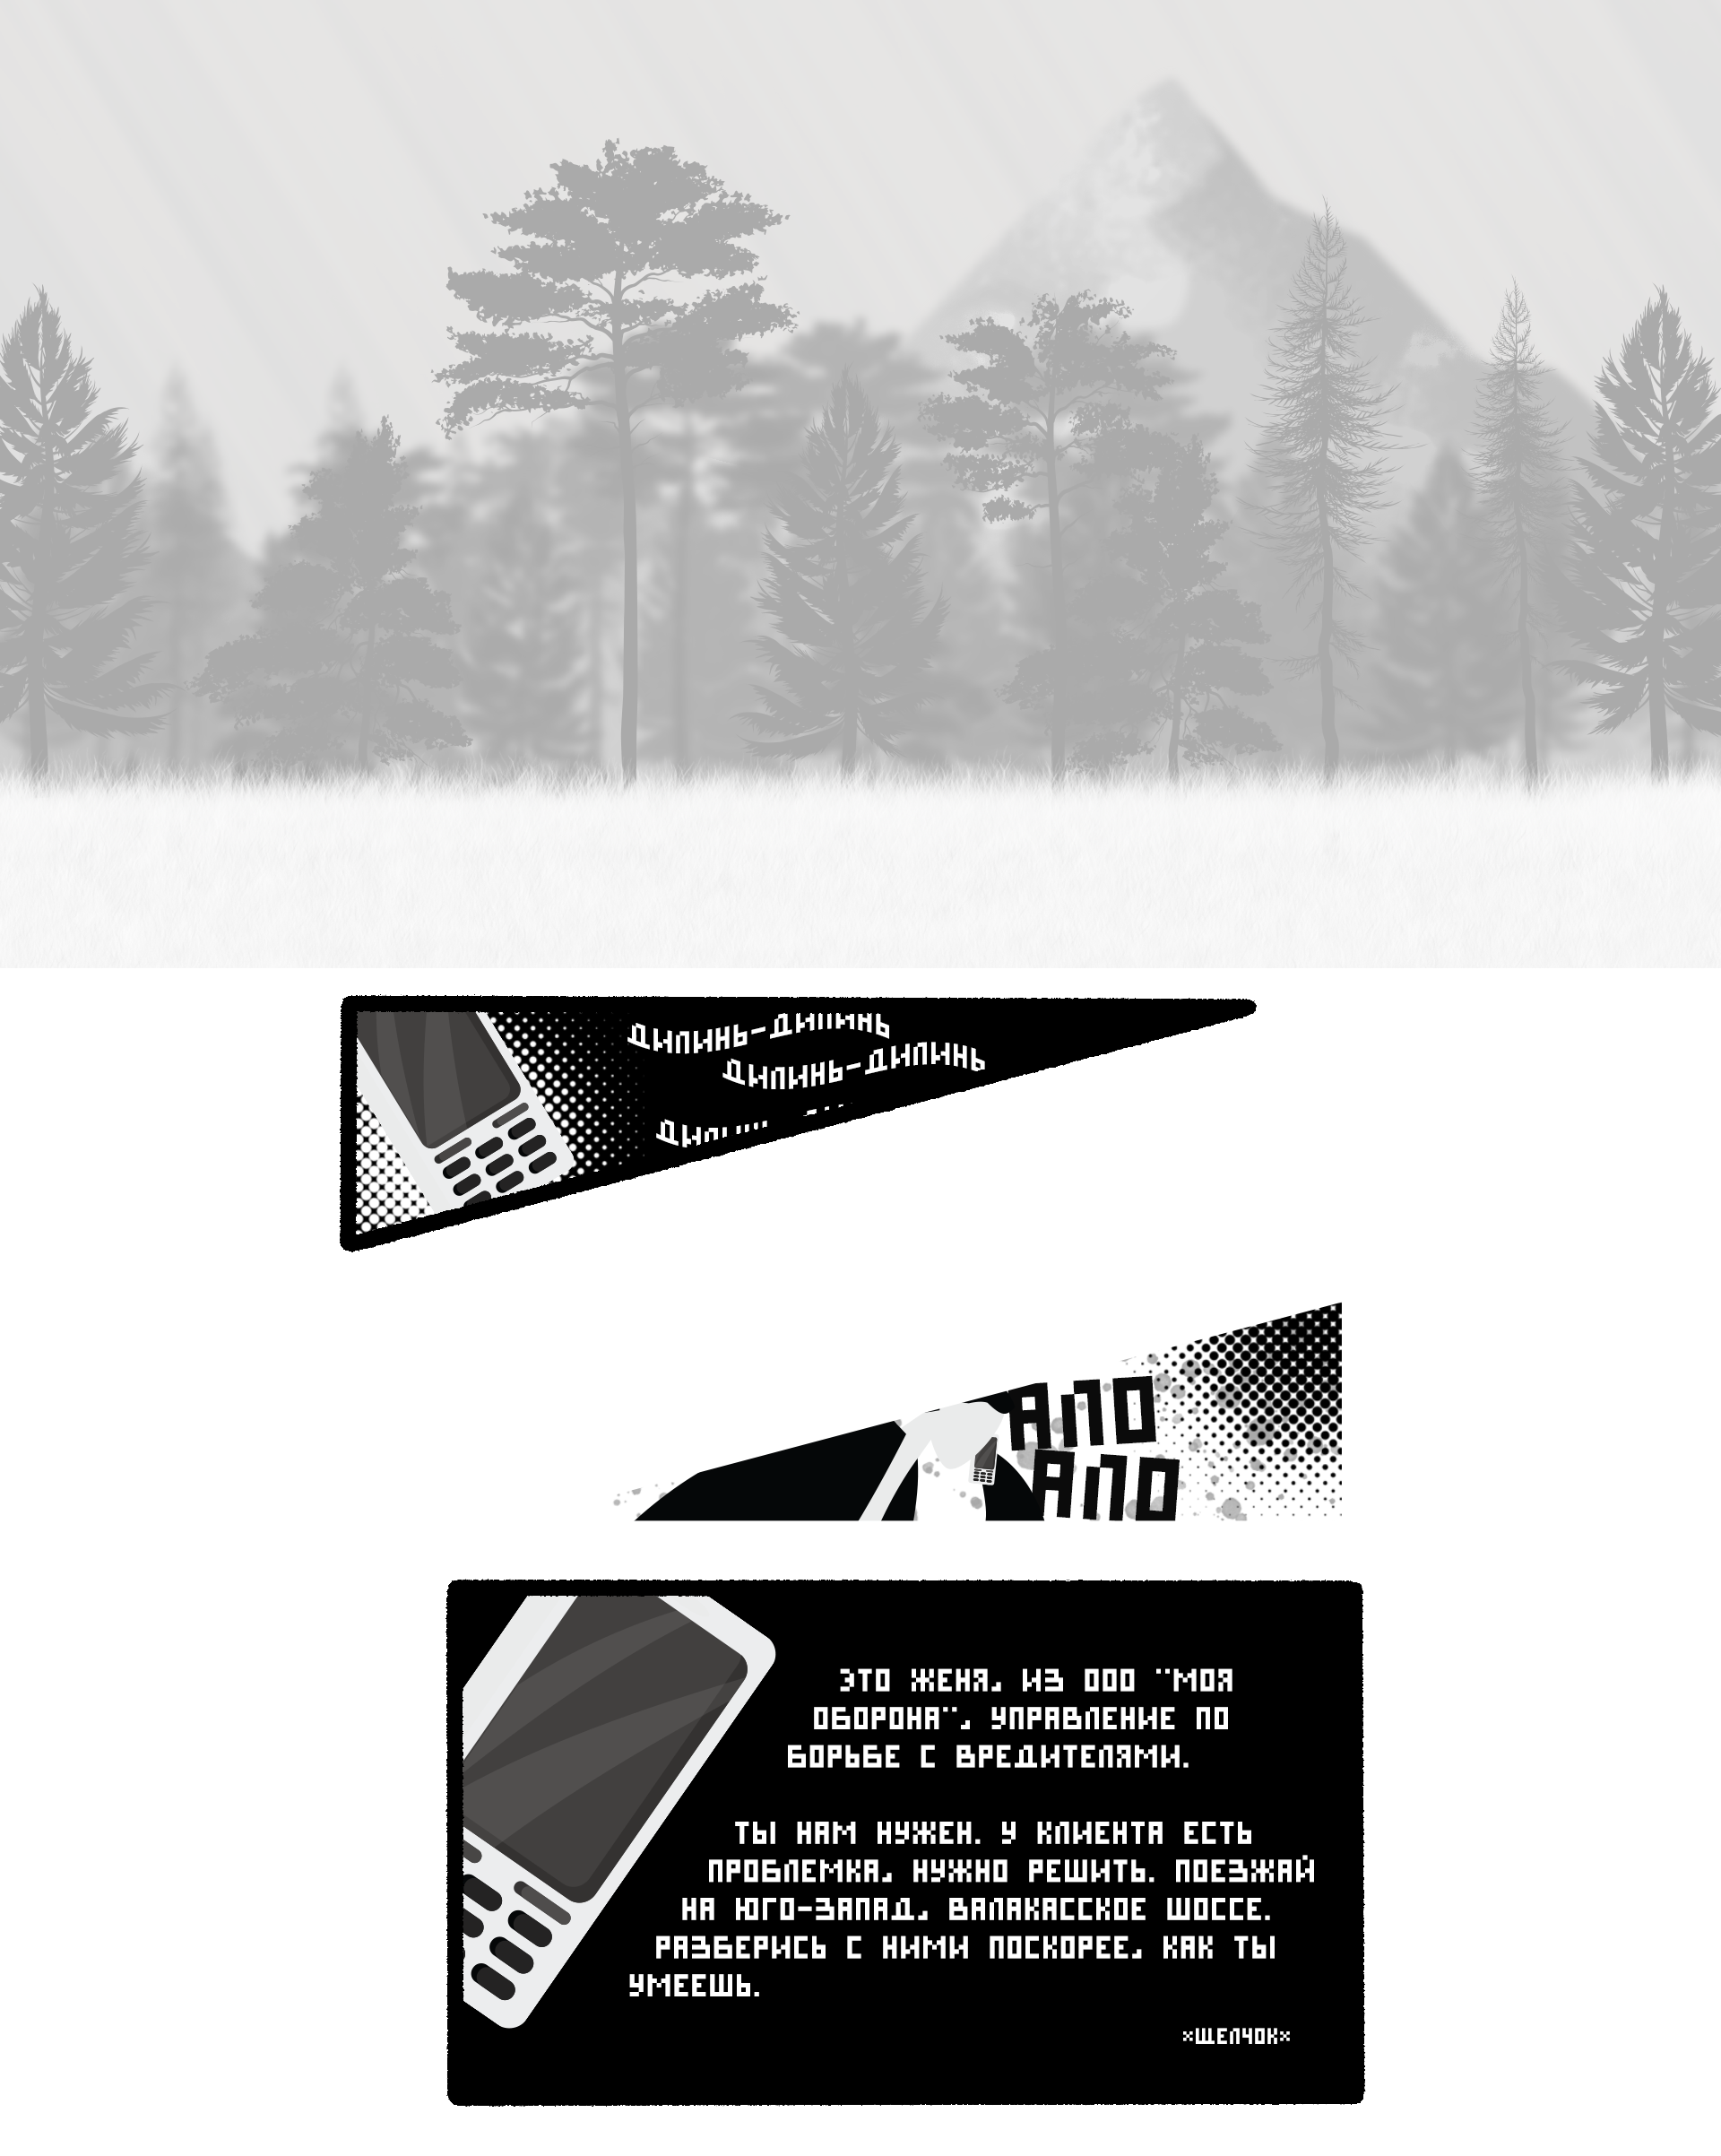 ДИЛИНЬ-ДИЛИНЬ
ДИЛИНЬ-ДИЛИНЬ
АЛО
АЛО
ЭТО ЖЕНЯ, ИЗ ООО "МОЯ
ОБОРОНА", УПРАВЛЕНИЕ ПО
БОРЬБЕ С ВРЕДИТЕЛЯМИ.
ТЫ НАМ НУЖЕН. У КЛИЕНТА ЕСТЬ
ПРОБЛЕМКА, НУЖНО РЕШИТЬ. ПОЕЗЖАЙ
НА ЮГО-ЗАПАД, ВАЛАКАССКОЕ ШОССЕ.
РАЗБЕРИСЬ С НИМИ ПОСКОРЕЕ, КАК ТЫ
УМЕЕШЬ.
*ЩЕЛЧОК*